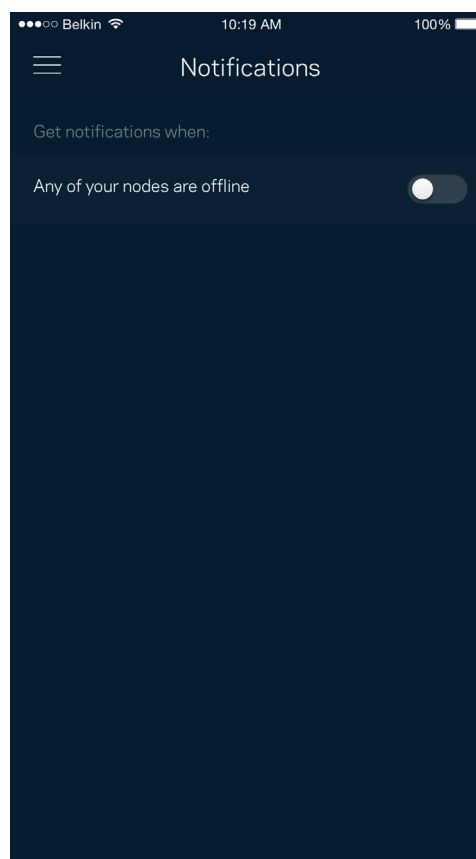 Belkin 10:19 AM 100%
Notifications
Get notifications when:
Any of your nodes are offline